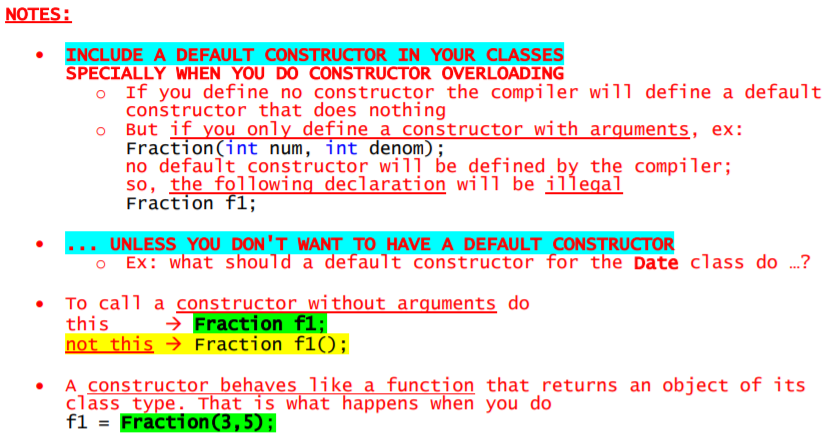 NOTES:
• INCLUDE A DEFAULT CONSTRUCTOR IN YOUR CLASSES
SPECIALLY WHEN YOU DO CONSTRUCTOR OVERLOADING
o If you define no constructor the compiler will define a default
constructor that does nothing
o But if you only define a constructor with arguments, ex:
Fraction(int num, int denom);
no default constructor will be defined by the compiler;
so, the following declaration will be illegal
Fraction f1;
• ... UNLESS YOU DON'T WANT TO HAVE A DEFAULT CONSTRUCTOR
o Ex: what should a default constructor for the Date class do …?
• To call a constructor without arguments do
this → Fraction f1;
not this → Fraction f1();
• A constructor behaves like a function that returns an object of its
class type. That is what happens when you do
f1 = Fraction(3,5);